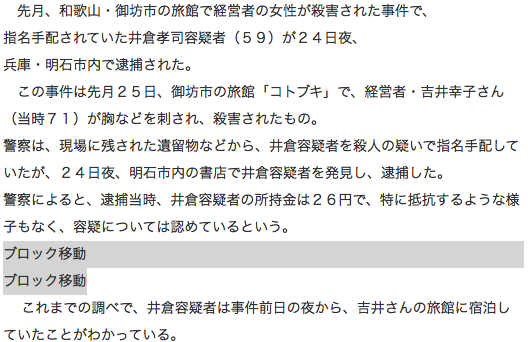 先月、和歌山・御坊市の旅館で経営者の女性が殺害された事件で、
指名手配されていた井倉孝司容疑者（５９）が２４日夜、
兵庫・明石市内で逮捕された。
　この事件は先月２５日、御坊市の旅館「コトブキ」で、経営者・吉井幸子さん
（当時７１）が胸などを刺され、殺害されたもの。
警察は、現場に残された遺留物などから、井倉容疑者を殺人の疑いで指名手配して
いたが、２４日夜、明石市内の書店で井倉容疑者を発見し、逮捕した。
警察によると、逮捕当時、井倉容疑者の所持金は２６円で、特に抵抗するような様
子もなく、容疑については認めているという。
ブロック移動
ブロック移動
　これまでの調べで、井倉容疑者は事件前日の夜から、吉井さんの旅館に宿泊し
ていたことがわかっている。